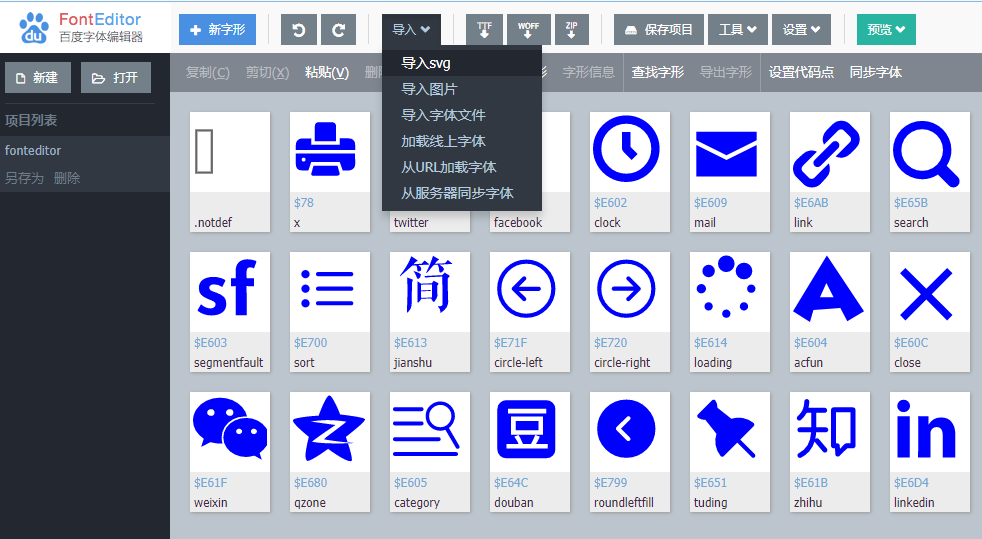 FontEditor
百度字体编辑器
du
新字形
导入
TTF
WOFF
ZIP
保存项目
工具
设置
预览
新建
打开
项目列表
fonteditor
另存为 删除
复制(C) 剪切(X) 粘贴(V)
字形信息 查找字形 导出字形 设置代码点 同步字体
导入svg
导入图片
导入字体文件
加载线上字体
从URL加载字体
从服务器同步字体
.notdef
$78
x
twitter
facebook
$E602
clock
$E609
mail
$E6AB
link
$E65B
search
sf
$E603
segmentfault
$E700
sort
简
$E613
jianshu
$E71F
circle-left
$E720
circle-right
$E614
loading
$E604
acfun
$E60C
close
$E61F
weixin
$E680
qzone
$E605
category
豆
$E64C
douban
$E799
roundleftfill
$E651
tuding
知
$E61B
zhihu
in
$E6D4
linkedin